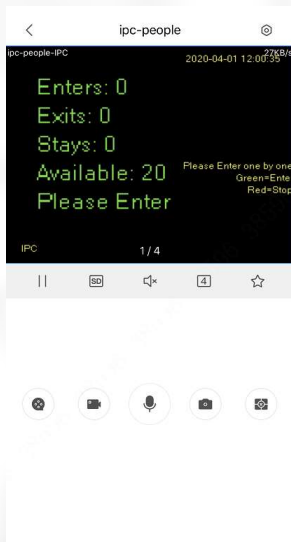 ipc-people
ipc-people-IPC
27KB/s
2020-04-01 12:00:35
Enters: 0
Exits: 0
Stays: 0
Available: 20
Please Enter one by one
Green=Ente
Red=Stop
Please Enter
IPC
1/4
SD
4